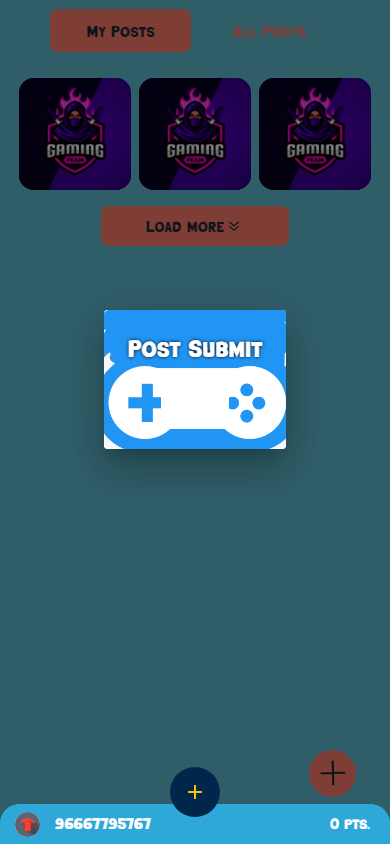 My Posts
All Posts
GAMING
TEAM
GAMING
TEAM
GAMING
TEAM
Load more
Post Submit
96667795767
0 pts.